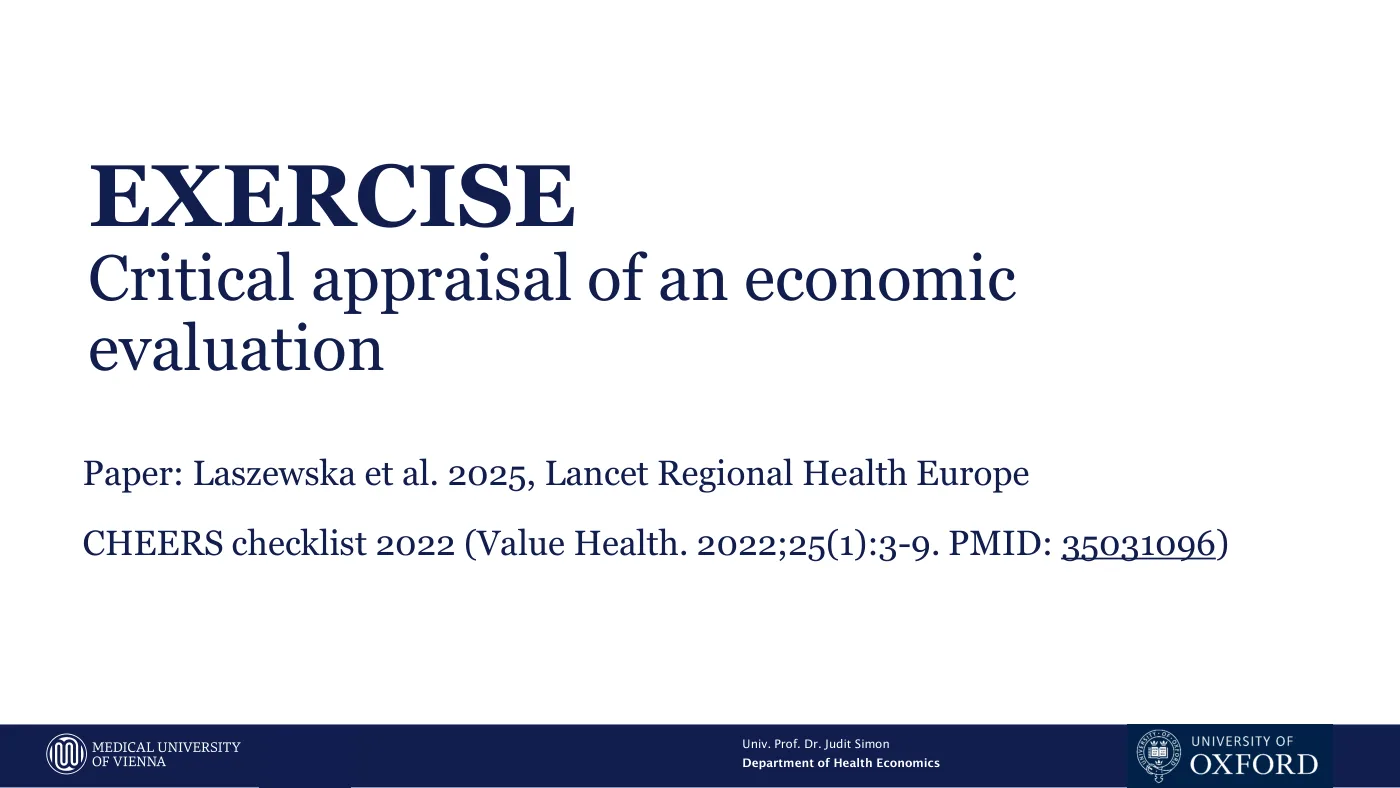 EXERCISE
Critical appraisal of an economic
evaluation
Paper: Laszewska et al. 2025, Lancet Regional Health Europe
CHEERS checklist 2022 (Value Health. 2022;25(1):3-9. PMID: 35031096)
MEDICAL UNIVERSITY
OF VIENNA
Univ. Prof. Dr. Judit Simon
Department of Health Economics
UNIVERSITY OF
OXFORD